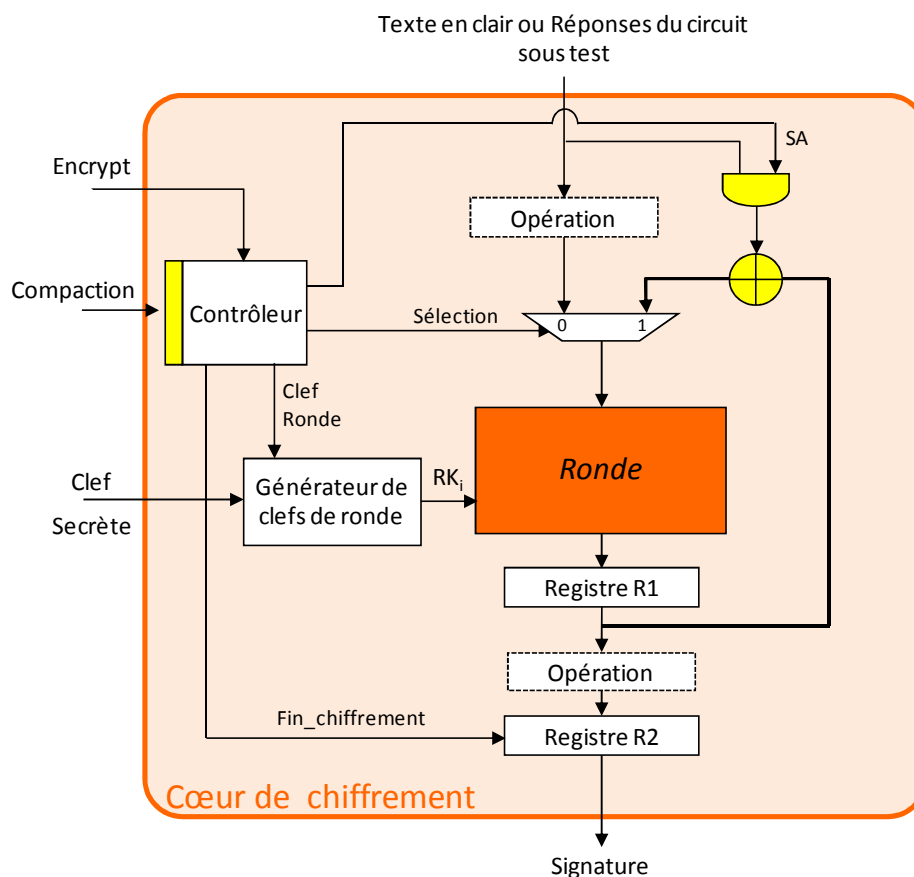 Texte en clair ou Réponses du circuit
sous test
SA
Encrypt
Opération
Compaction
Contrôleur
Sélection
0
1
Clef
Ronde
Clef
Secrète
Générateur de
clefs de ronde
RKi
Ronde
Registre R1
Opération
Fin_chiffrement
Registre R2
Cœur de chiffrement
Signature